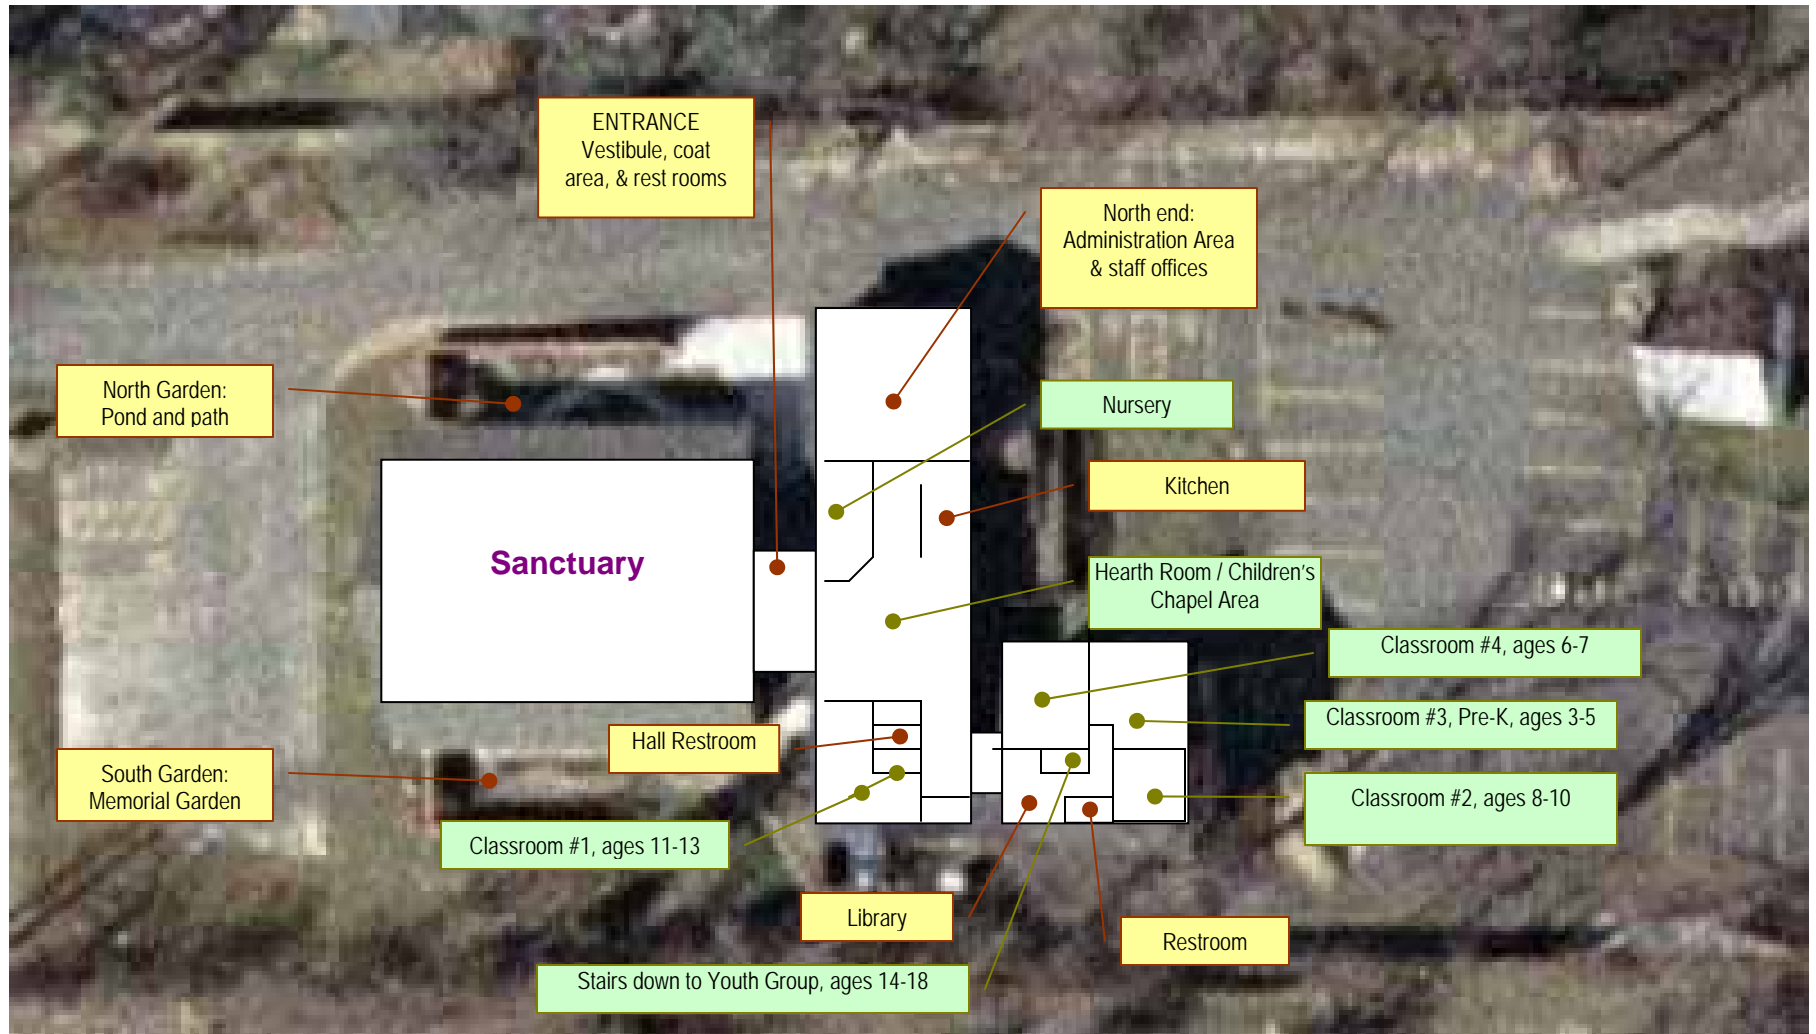 ENTRANCE
Vestibule, coat
area, & rest rooms
North end:
Administration Area
& staff offices
North Garden:
Pond and path
Nursery
Kitchen
Sanctuary
Hearth Room / Children's
Chapel Area
Classroom #4, ages 6-7
Classroom #3, Pre-K, ages 3-5
Hall Restroom
South Garden:
Memorial Garden
Classroom #2, ages 8-10
Classroom #1, ages 11-13
Library
Restroom
Stairs down to Youth Group, ages 14-18